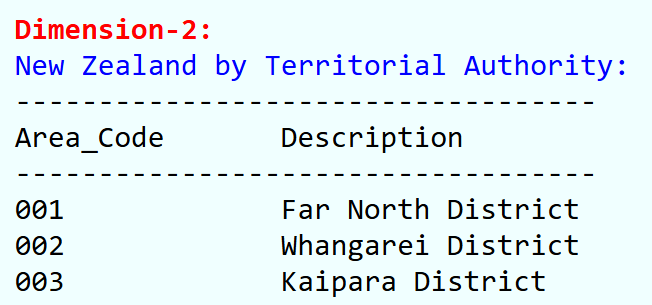 Dimension-2:
New Zealand by Territorial Authority:
-----------------------------------
Area_Code       Description
-----------------------------------
001             Far North District
002             Whangarei District
003             Kaipara District